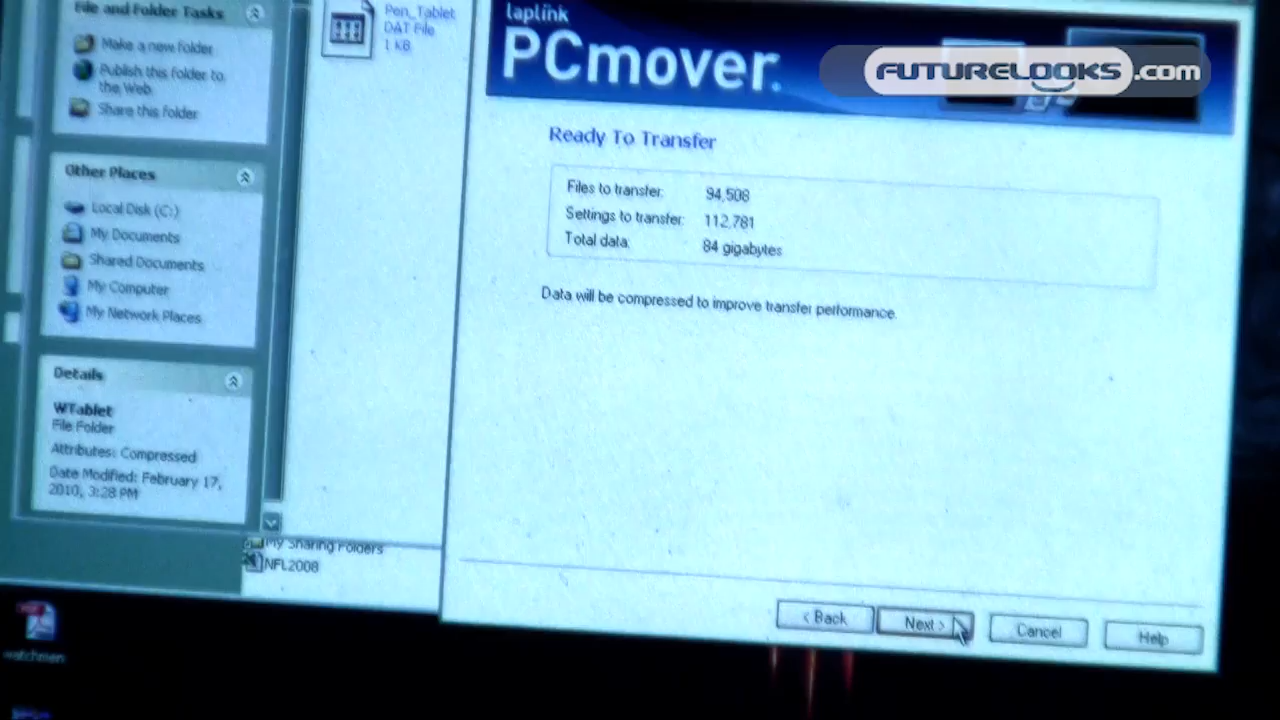 File and Folder Tasks
Make a new folder
Publish this folder to
the Web
Share this folder
Other Places
Local Disk (C:)
My Documents
Shared Documents
My Computer
My Network Places
Details
WTablet
File Folder
Attributes: Compressed
Date Modified: February 17,
2010, 3:28 PM
Pen_Tablet
DAT File
1 KB
My Sharing Folders
NFL2008
watchmen
laplink
PCmover.
FUTURELOOKS.com
Ready To Transfer
Files to transfer: 94,508
Settings to transfer: 112,781
Total data: 84 gigabytes
Data will be compressed to improve transfer performance.
< Back
Next >
Cancel
Help